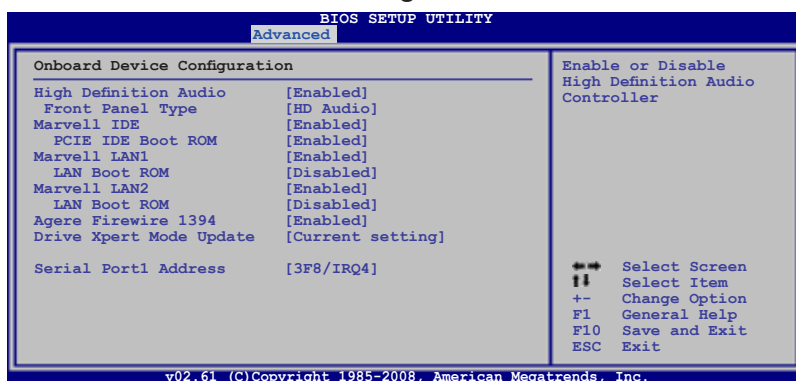 BIOS SETUP UTILITY
Advanced
Onboard Device Configuration
High Definition Audio [Enabled]
Front Panel Type [HD Audio]
Marvell IDE [Enabled]
PCIE IDE Boot ROM [Enabled]
Marvell LAN1 [Enabled]
LAN Boot ROM [Disabled]
Marvell LAN2 [Enabled]
LAN Boot ROM [Disabled]
Agere Firewire 1394 [Enabled]
Drive Xpert Mode Update [Current setting]
Serial Port1 Address [3F8/IRQ4]
Enable or Disable
High Definition Audio
Controller
←→ Select Screen
↑↓ Select Item
+- Change Option
F1 General Help
F10 Save and Exit
ESC Exit
v02.61 (C)Copyright 1985-2008, American Megatrends, Inc.